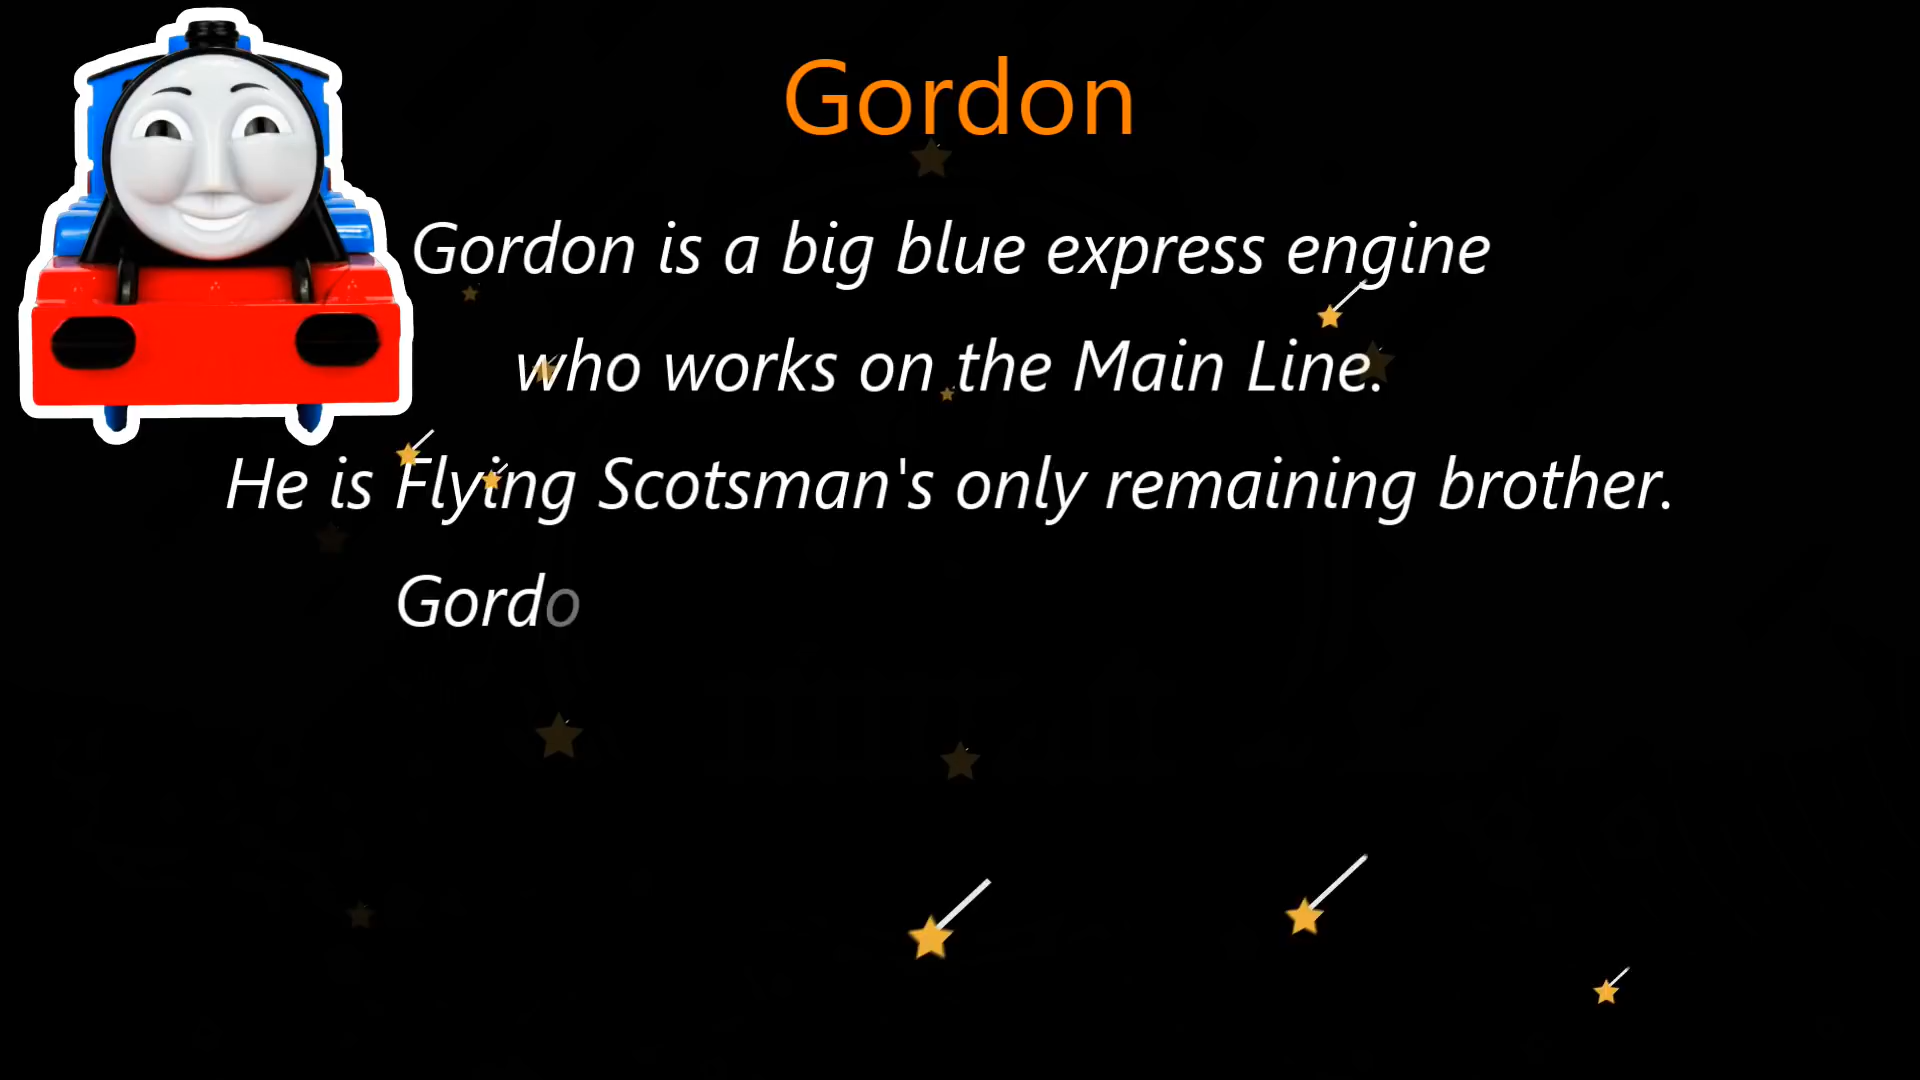 Gordon
Gordon is a big blue express engine
who works on the Main Line.
He is Flying Scotsman's only remaining brother.
Gordo